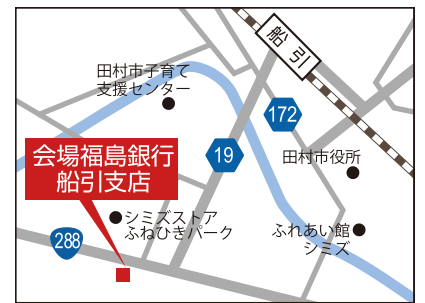 船引
田村市子育て
支援センター
172
19
田村市役所
会場福島銀行
船引支店
シミズストア
ふねひきパーク
ふれあい館
シミズ
288